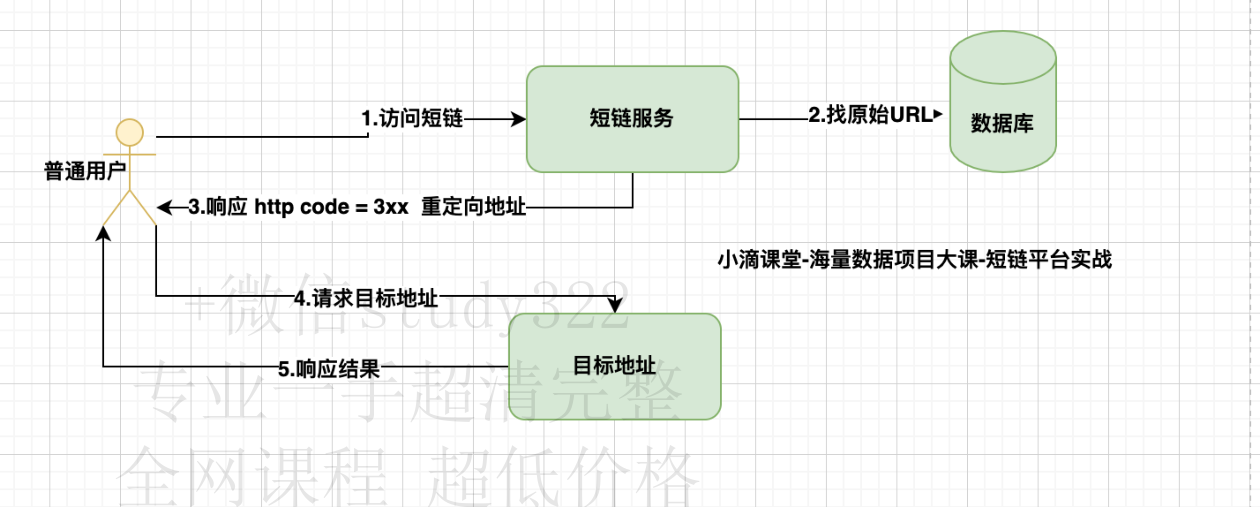 1.访问短链
短链服务
2.找原始URL
数据库
普通用户
3.响应 http code = 3xx 重定向地址
小滴课堂-海量数据项目大课-短链平台实战
4.请求目标地址
+微信study322
目标地址
5.响应结果
专业一手超清完整
全网课程 超低价格